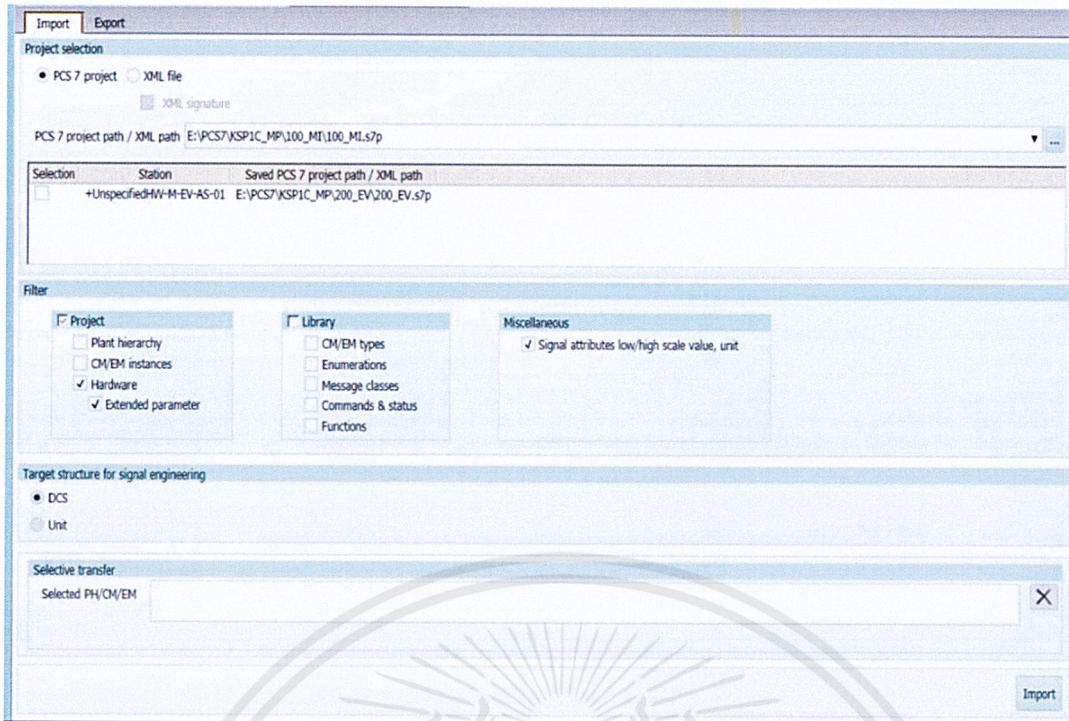 Import Export
Project selection
PCS 7 project XML file
XML signature
PCS 7 project path / XML path E:\PCS7\KSP1C_MP\100_MI\100_MI.s7p ...
Selection Station Saved PCS 7 project path / XML path
+UnspecifiedHW-M-EV-AS-01 E:\PCS7\KSP1C_MP\200_EV\200_EV.s7p
Filter
Project Library Miscellaneous
Plant hierarchy CM/EM types Signal attributes low/high scale value, unit
CM/EM instances Enumerations
Hardware Message classes
Extended parameter Commands & status
Functions
Target structure for signal engineering
DCS
Unit
Selective transfer
Selected PH/CM/EM
Import